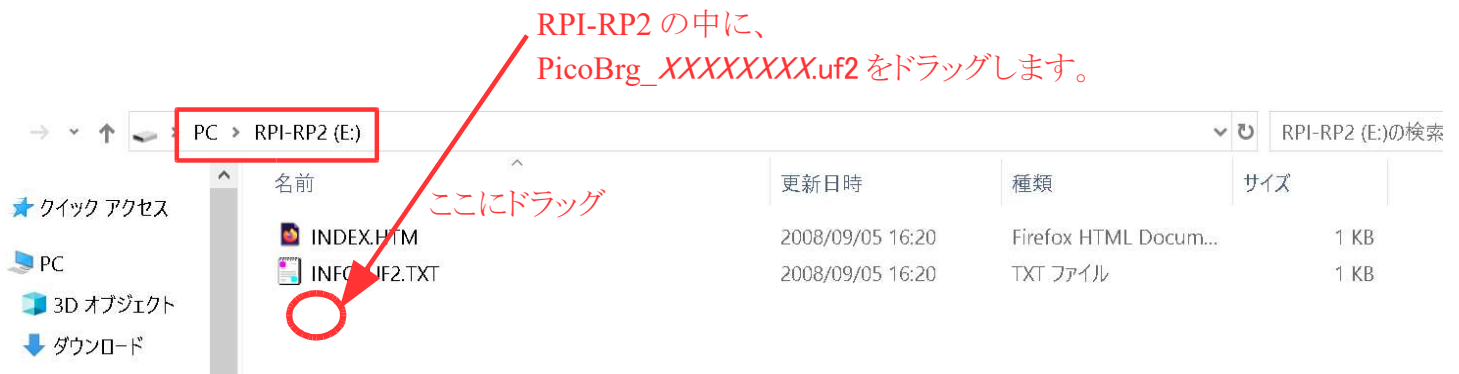 RPI-RP2 の中に、
PicoBrg_XXXXXXXX.uf2 をドラッグします。
PC > RPI-RP2 (E:)
RPI-RP2 (E:)の検索
名前
更新日時
種類
サイズ
ここにドラッグ
クイック アクセス
INDEX.HTM
2008/09/05 16:20
Firefox HTML Docum...
1 KB
PC
INFO_UF2.TXT
2008/09/05 16:20
TXT ファイル
1 KB
3D オブジェクト
ダウンロード